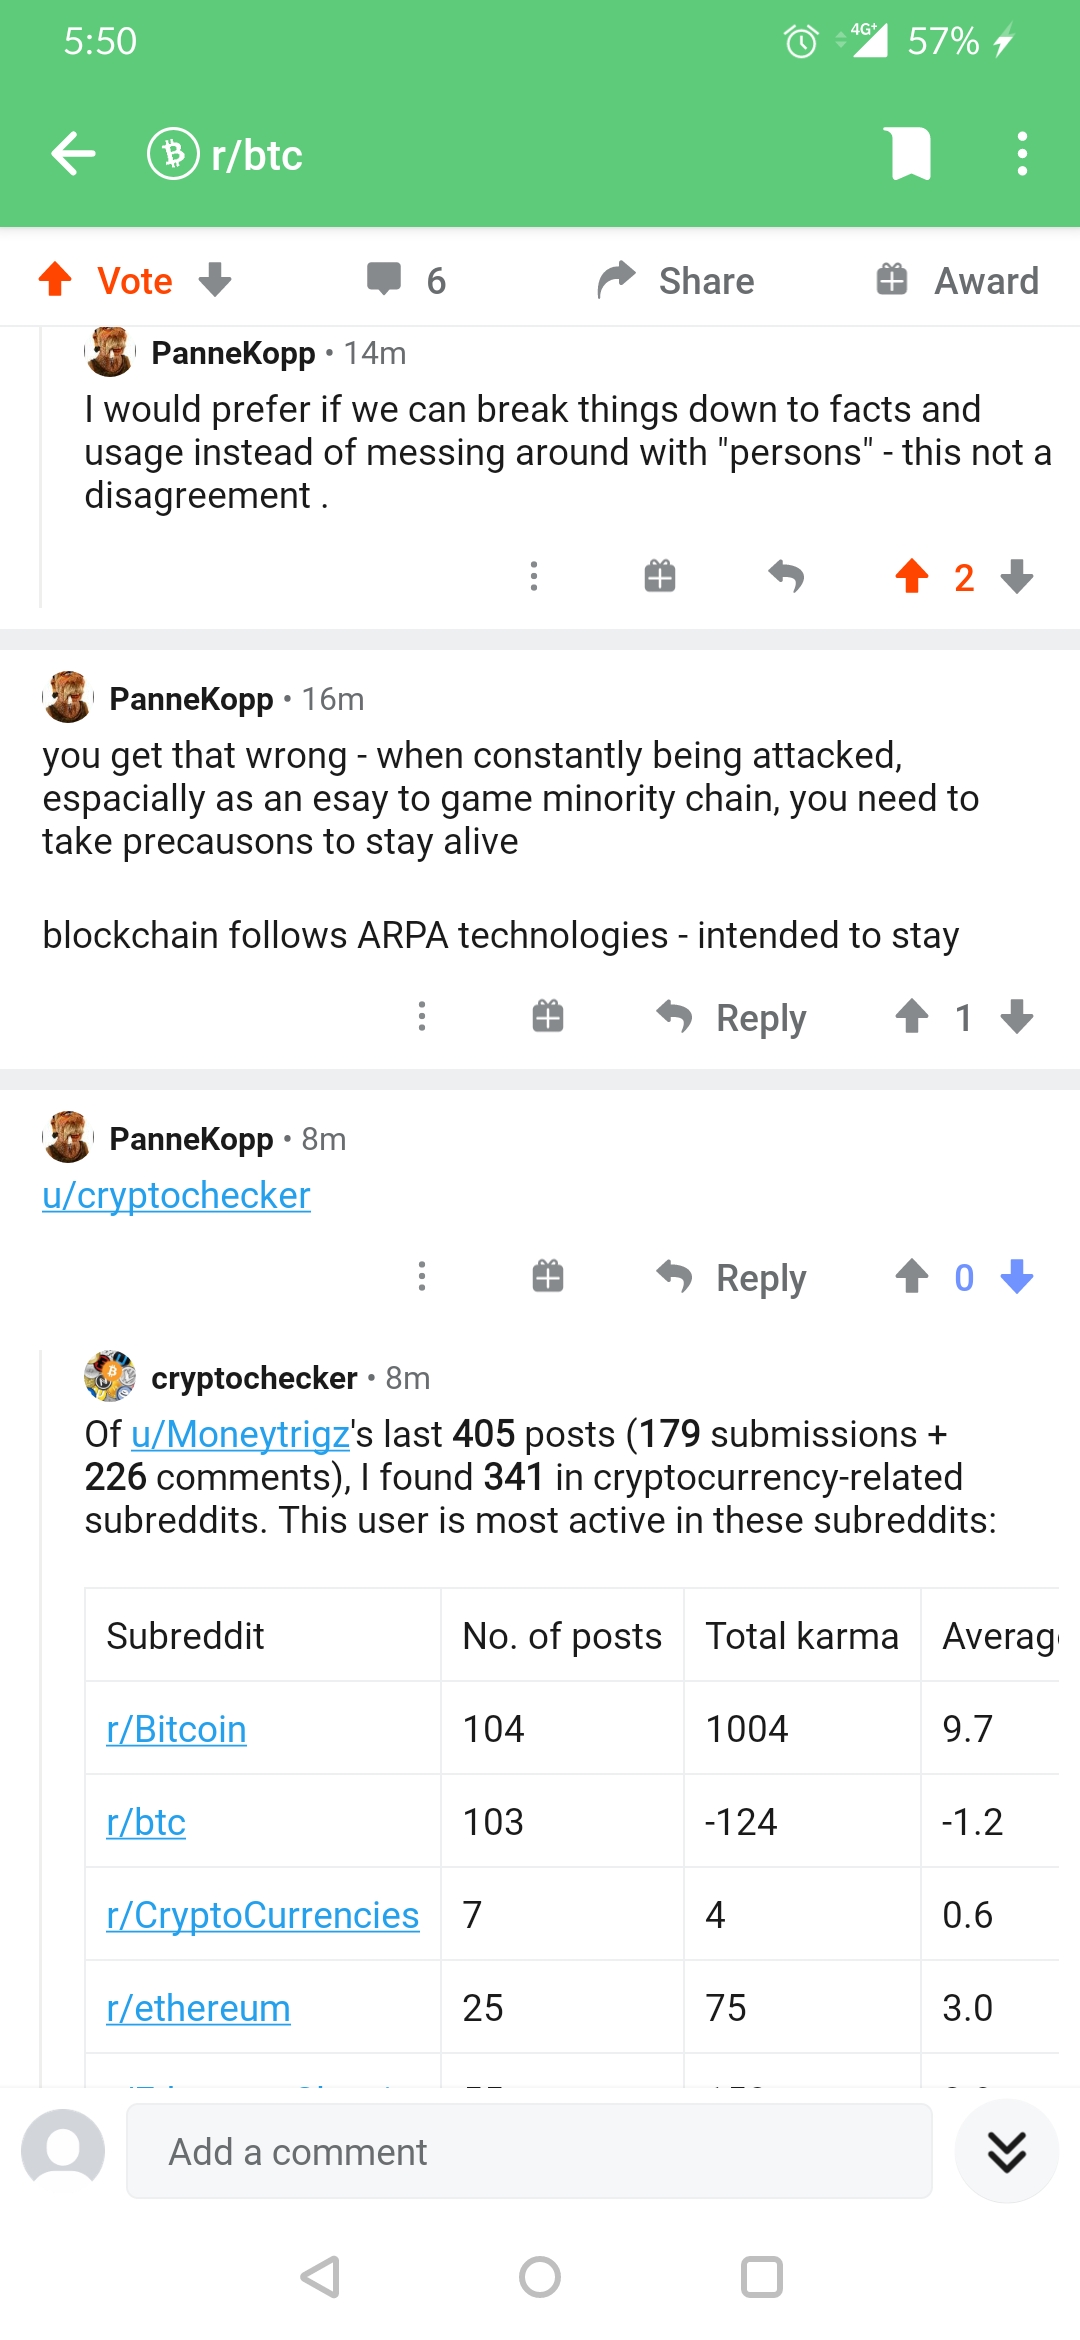 5:50
4G+ 57%
r/btc
Vote 6 Share Award
PanneKopp • 14m
I would prefer if we can break things down to facts and
usage instead of messing around with "persons" - this not a
disagreement .
2
PanneKopp • 16m
you get that wrong - when constantly being attacked,
espacially as an esay to game minority chain, you need to
take precausons to stay alive
blockchain follows ARPA technologies - intended to stay
Reply 1
PanneKopp • 8m
u/cryptochecker
Reply 0
cryptochecker • 8m
Of u/Moneytrigz's last 405 posts (179 submissions +
226 comments), I found 341 in cryptocurrency-related
subreddits. This user is most active in these subreddits:
Subreddit No. of posts Total karma Averag
r/Bitcoin 104 1004 9.7
r/btc 103 -124 -1.2
r/CryptoCurrencies 7 4 0.6
r/ethereum 25 75 3.0
Add a comment